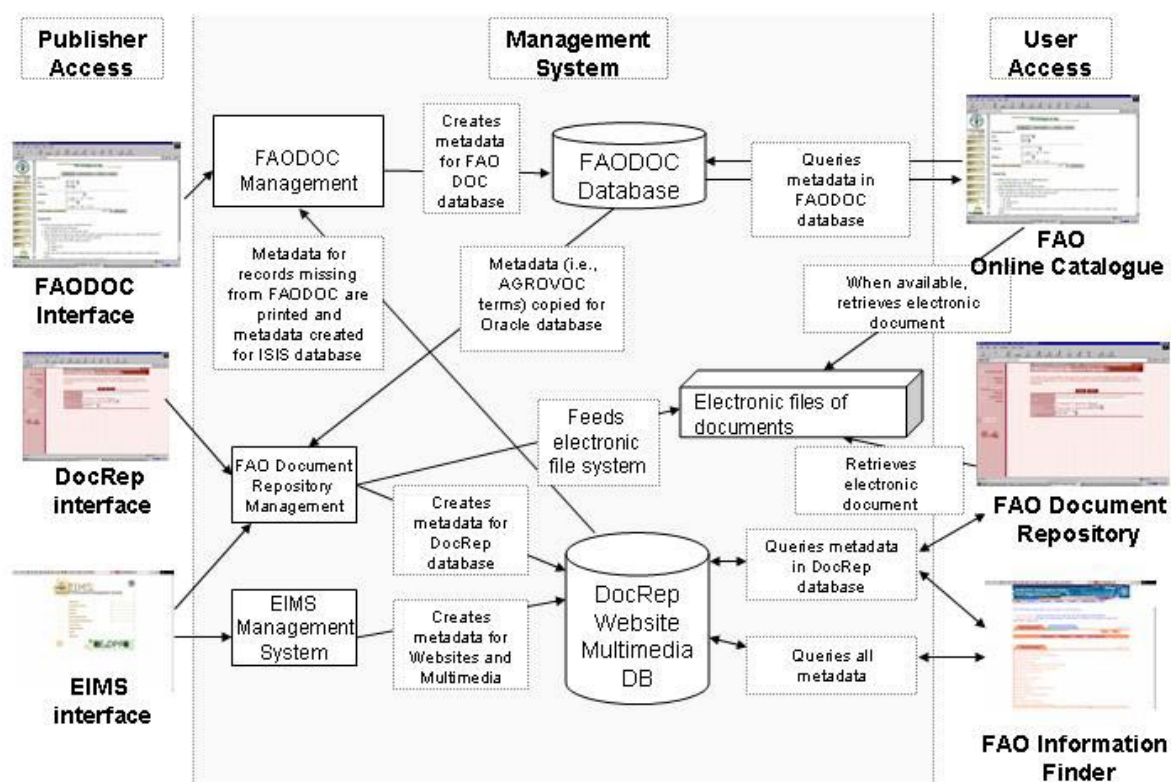 Publisher
Access
Management
System
User
Access
FAODOC
Management
Creates
metadata
for FAO
DOC
database
FAODOC
Database
Queries
metadata in
FAODOC
database
FAODOC
Interface
FAO
Online Catalogue
Metadata for
records missing
from FAODOC are
printed and
metadata created
for ISIS database
Metadata (i.e.,
AGROVOC
terms) copied for
Oracle database
When available,
retrieves electronic
document
Electronic files of
documents
Feeds
electronic
file system
DocRep
interface
FAO Document
Repository
Management
Retrieves
electronic
document
FAO Document
Repository
Creates
metadata for
DocRep
database
Queries metadata
in DocRep
database
EIMS
Management
System
Creates
metadata for
Websites and
Multimedia
DocRep
Website
Multimedia
DB
Queries all
metadata
EIMS
interface
FAO Information
Finder